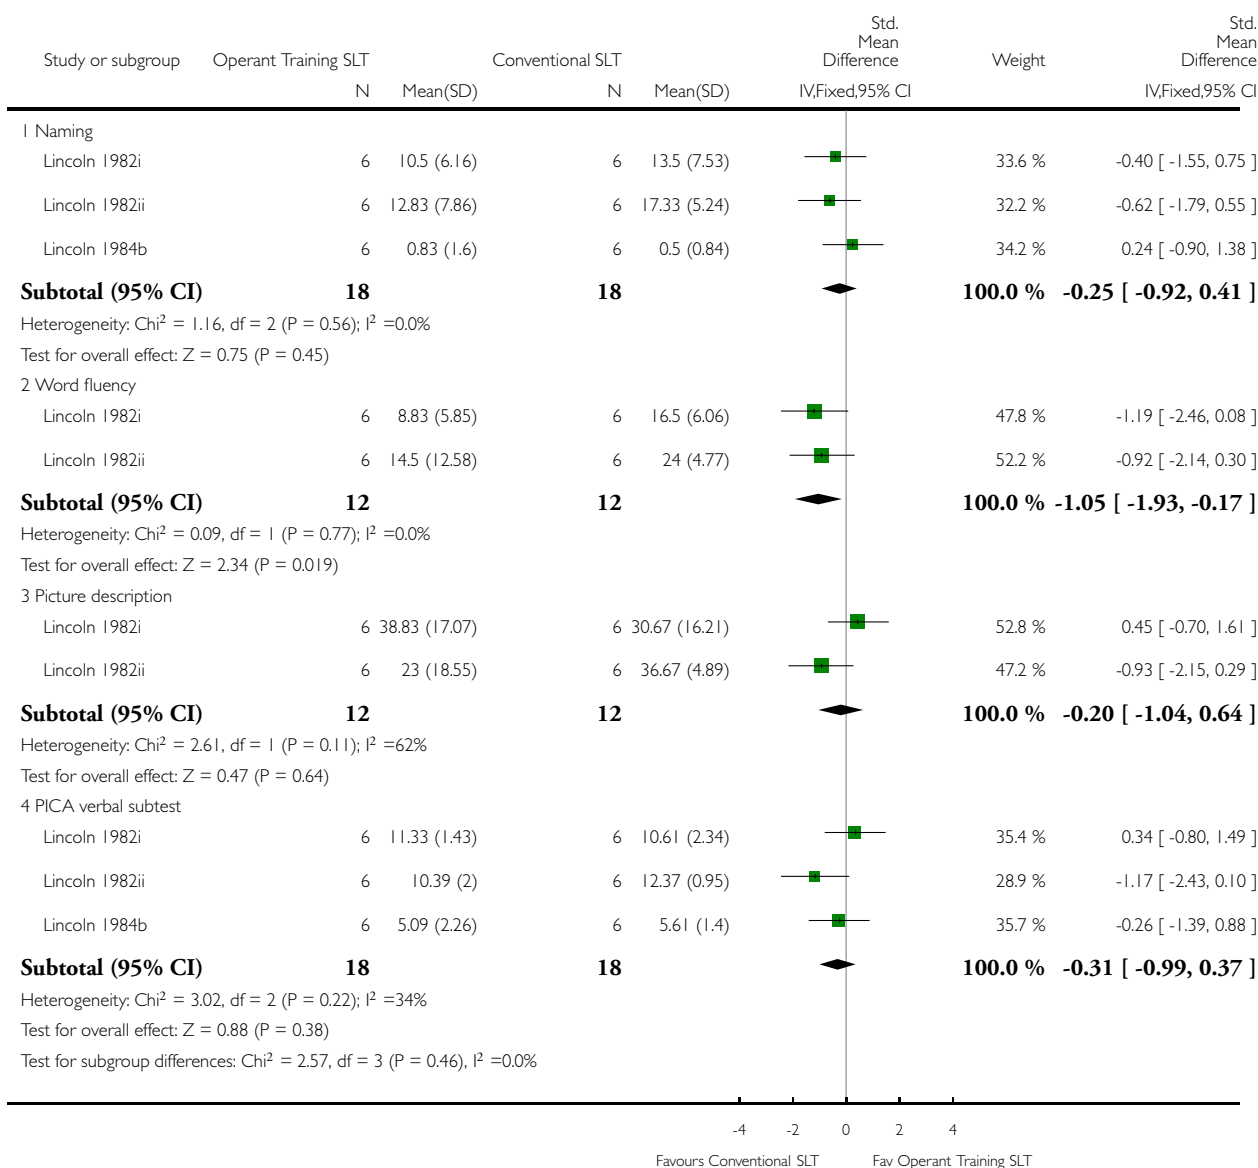 Study or subgroup Operant Training SLT Conventional SLT Std. Mean Difference Weight Std. Mean Difference
N Mean(SD) N Mean(SD) IV,Fixed,95% CI IV,Fixed,95% CI
1 Naming
Lincoln 1982i 6 10.5 (6.16) 6 13.5 (7.53) 33.6 % -0.40 [ -1.55, 0.75 ]
Lincoln 1982ii 6 12.83 (7.86) 6 17.33 (5.24) 32.2 % -0.62 [ -1.79, 0.55 ]
Lincoln 1984b 6 0.83 (1.6) 6 0.5 (0.84) 34.2 % 0.24 [ -0.90, 1.38 ]
Subtotal (95% CI) 18 18 100.0 % -0.25 [ -0.92, 0.41 ]
Heterogeneity: Chi² = 1.16, df = 2 (P = 0.56); I² =0.0%
Test for overall effect: Z = 0.75 (P = 0.45)
2 Word fluency
Lincoln 1982i 6 8.83 (5.85) 6 16.5 (6.06) 47.8 % -1.19 [ -2.46, 0.08 ]
Lincoln 1982ii 6 14.5 (12.58) 6 24 (4.77) 52.2 % -0.92 [ -2.14, 0.30 ]
Subtotal (95% CI) 12 12 100.0 % -1.05 [ -1.93, -0.17 ]
Heterogeneity: Chi² = 0.09, df = 1 (P = 0.77); I² =0.0%
Test for overall effect: Z = 2.34 (P = 0.019)
3 Picture description
Lincoln 1982i 6 38.83 (17.07) 6 30.67 (16.21) 52.8 % 0.45 [ -0.70, 1.61 ]
Lincoln 1982ii 6 23 (18.55) 6 36.67 (4.89) 47.2 % -0.93 [ -2.15, 0.29 ]
Subtotal (95% CI) 12 12 100.0 % -0.20 [ -1.04, 0.64 ]
Heterogeneity: Chi² = 2.61, df = 1 (P = 0.11); I² =62%
Test for overall effect: Z = 0.47 (P = 0.64)
4 PICA verbal subtest
Lincoln 1982i 6 11.33 (1.43) 6 10.61 (2.34) 35.4 % 0.34 [ -0.80, 1.49 ]
Lincoln 1982ii 6 10.39 (2) 6 12.37 (0.95) 28.9 % -1.17 [ -2.43, 0.10 ]
Lincoln 1984b 6 5.09 (2.26) 6 5.61 (1.4) 35.7 % -0.26 [ -1.39, 0.88 ]
Subtotal (95% CI) 18 18 100.0 % -0.31 [ -0.99, 0.37 ]
Heterogeneity: Chi² = 3.02, df = 2 (P = 0.22); I² =34%
Test for overall effect: Z = 0.88 (P = 0.38)
Test for subgroup differences: Chi² = 2.57, df = 3 (P = 0.46), I² =0.0%
-4 -2 0 2 4
Favours Conventional SLT Fav Operant Training SLT